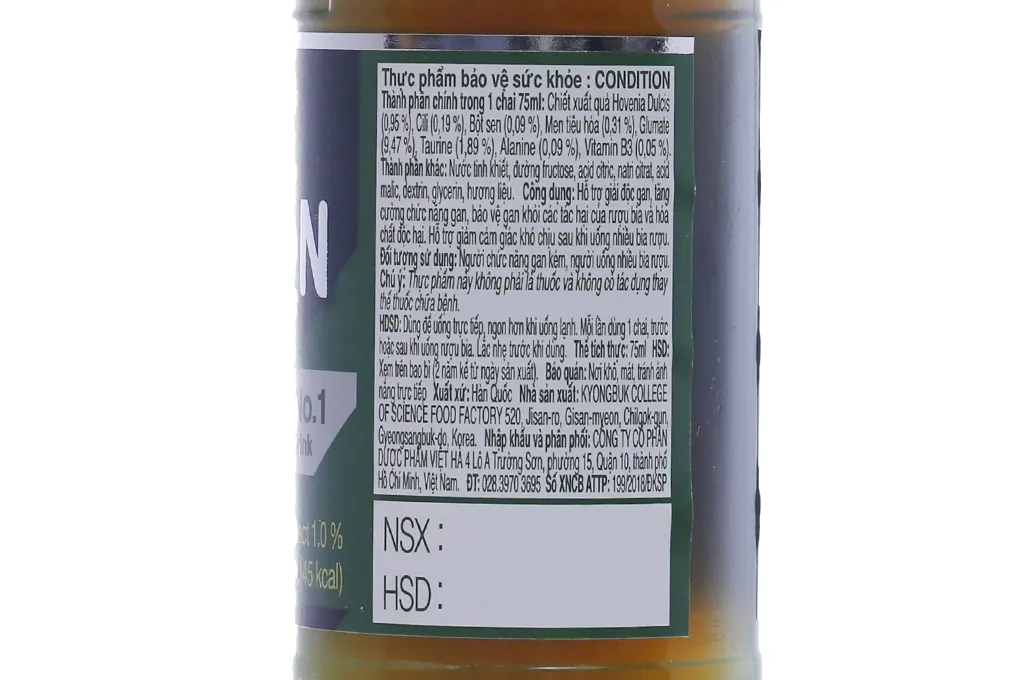 Thực phẩm bảo vệ sức khỏe : CONDITION
Thành phần chính trong 1 chai 75ml: Chiết xuất quả Hovenia Dulcis
(0,95 %), Cili (0,19 %), Bột sen (0,09 %), Men tiêu hóa (0,31 %), Glumate
(9,47 %), Taurine (1,89 %), Alanine (0,09 %), Vitamin B3 (0,05 %).
Thành phần khác: Nước tinh khiết, đường fructose, acid citric, natri citrat, acid
malic, dextrin, glycerin, hương liệu. Công dụng: Hỗ trợ giải độc gan, tăng
cường chức năng gan, bảo vệ gan khỏi các tác hại của rượu bia và hóa
chất độc hại. Hỗ trợ giảm cảm giác khó chịu sau khi uống nhiều bia rượu.
Đối tượng sử dụng: Người chức năng gan kém, người uống nhiều bia rượu.
Chú ý: Thực phẩm này không phải là thuốc và không có tác dụng thay
thế thuốc chữa bệnh.
HDSD: Dùng để uống trực tiếp, ngon hơn khi uống lạnh. Mỗi lần dùng 1 chai, trước
hoặc sau khi uống rượu bia. Lắc nhẹ trước khi dùng. Thể tích thực: 75ml HSD:
Xem trên bao bì (2 năm kể từ ngày sản xuất). Bảo quản: Nơi khô, mát, tránh ánh
nắng trực tiếp Xuất xứ: Hàn Quốc Nhà sản xuất: KYONGBUK COLLEGE
OF SCIENCE FOOD FACTORY 520, Jisan-ro, Gisan-myeon, Chilgok-gun,
Gyeongsangbuk-do, Korea. Nhập khẩu và phân phối: CÔNG TY CỔ PHẦN
DƯỢC PHẨM VIỆT HÀ 4 Lô A Trường Sơn, phường 15, Quận 10, thành phố
Hồ Chí Minh, Việt Nam. ĐT: 028.3970 3695 Số XNCB ATTP: 199/2018/ĐKSP
NSX :
HSD :
N
No.1
1.0 %
kcal)